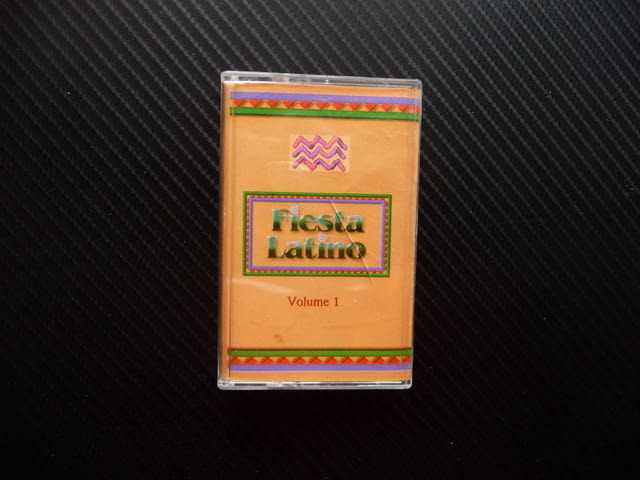 Fiesta
Latino
Volume 1